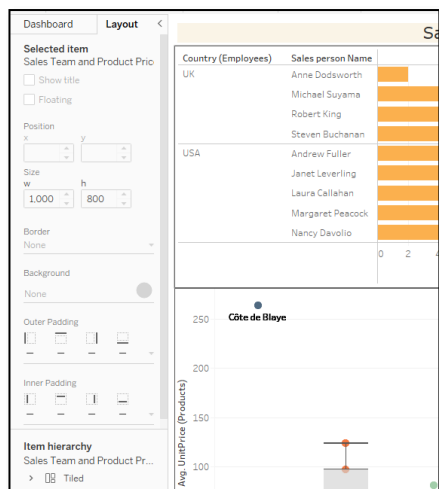 Dashboard Layout <
Sa
Selected item
Sales Team and Product Pric
Show title
Floating
Position
x y
Size
w h
1,000 800
Border
None
Background
None
Outer Padding
Inner Padding
Item hierarchy
Sales Team and Product Pr...
Tiled
Country (Employees) Sales person Name
UK Anne Dodsworth
Michael Suyama
Robert King
Steven Buchanan
USA Andrew Fuller
Janet Leverling
Laura Callahan
Margaret Peacock
Nancy Davolio
0 2 4
Avg. UnitPrice (Products)
250
Côte de Blaye
200
150
100